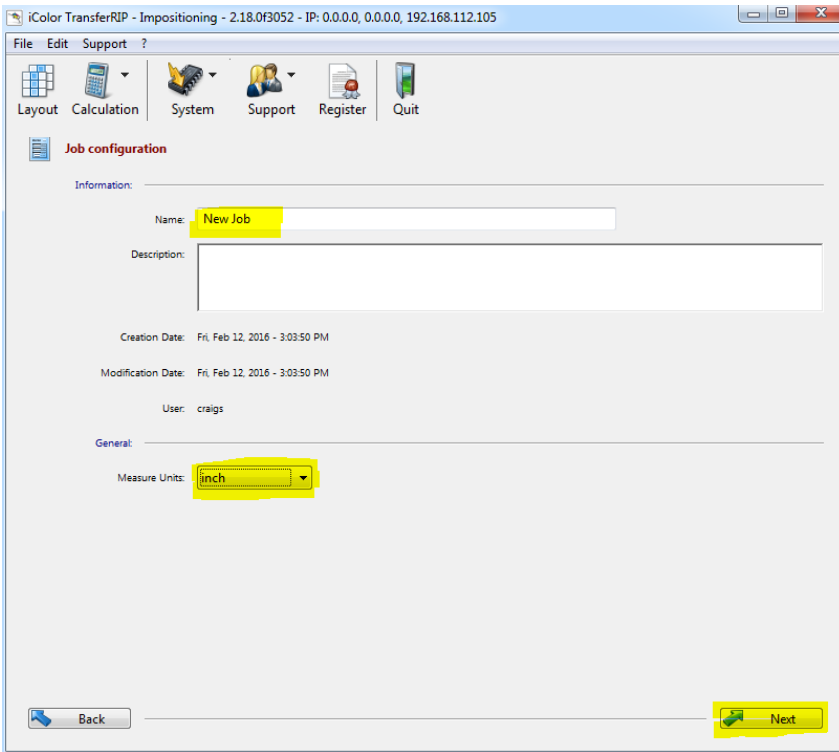 iColor TransferRIP - Impositioning - 2.18.0f3052 - IP: 0.0.0.0, 0.0.0.0, 192.168.112.105
File Edit Support ?
Layout Calculation System Support Register Quit
Job configuration
Information:
Name: New Job
Description:
Creation Date: Fri, Feb 12, 2016 - 3:03:50 PM
Modification Date: Fri, Feb 12, 2016 - 3:03:50 PM
User: craigs
General:
Measure Units: inch
Back Next